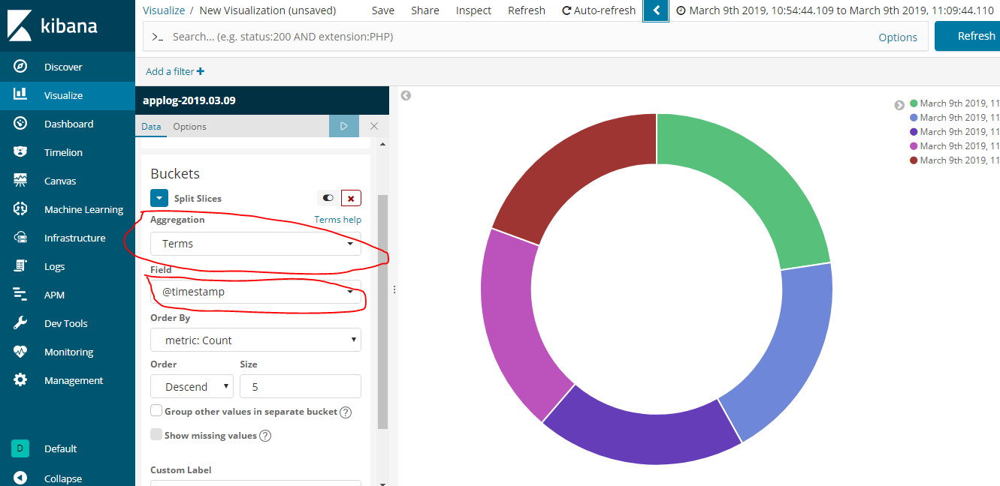 kibana
Visualize / New Visualization (unsaved) Save Share Inspect Refresh Auto-refresh March 9th 2019, 10:54:44.109 to March 9th 2019, 11:09:44.110
>_ Search... (e.g. status:200 AND extension:PHP) Options Refresh
Add a filter +
Discover
Visualize
Dashboard
Timelion
Canvas
Machine Learning
Infrastructure
Logs
APM
Dev Tools
Monitoring
Management
D Default
Collapse
applog-2019.03.09
Data Options
Buckets
Split Slices
Aggregation Terms help
Terms
Field
@timestamp
Order By
metric: Count
Order Size
Descend 5
Group other values in separate bucket ?
Show missing values ?
Custom Label
March 9th 2019, 11
March 9th 2019, 11
March 9th 2019, 11
March 9th 2019, 11
March 9th 2019, 11